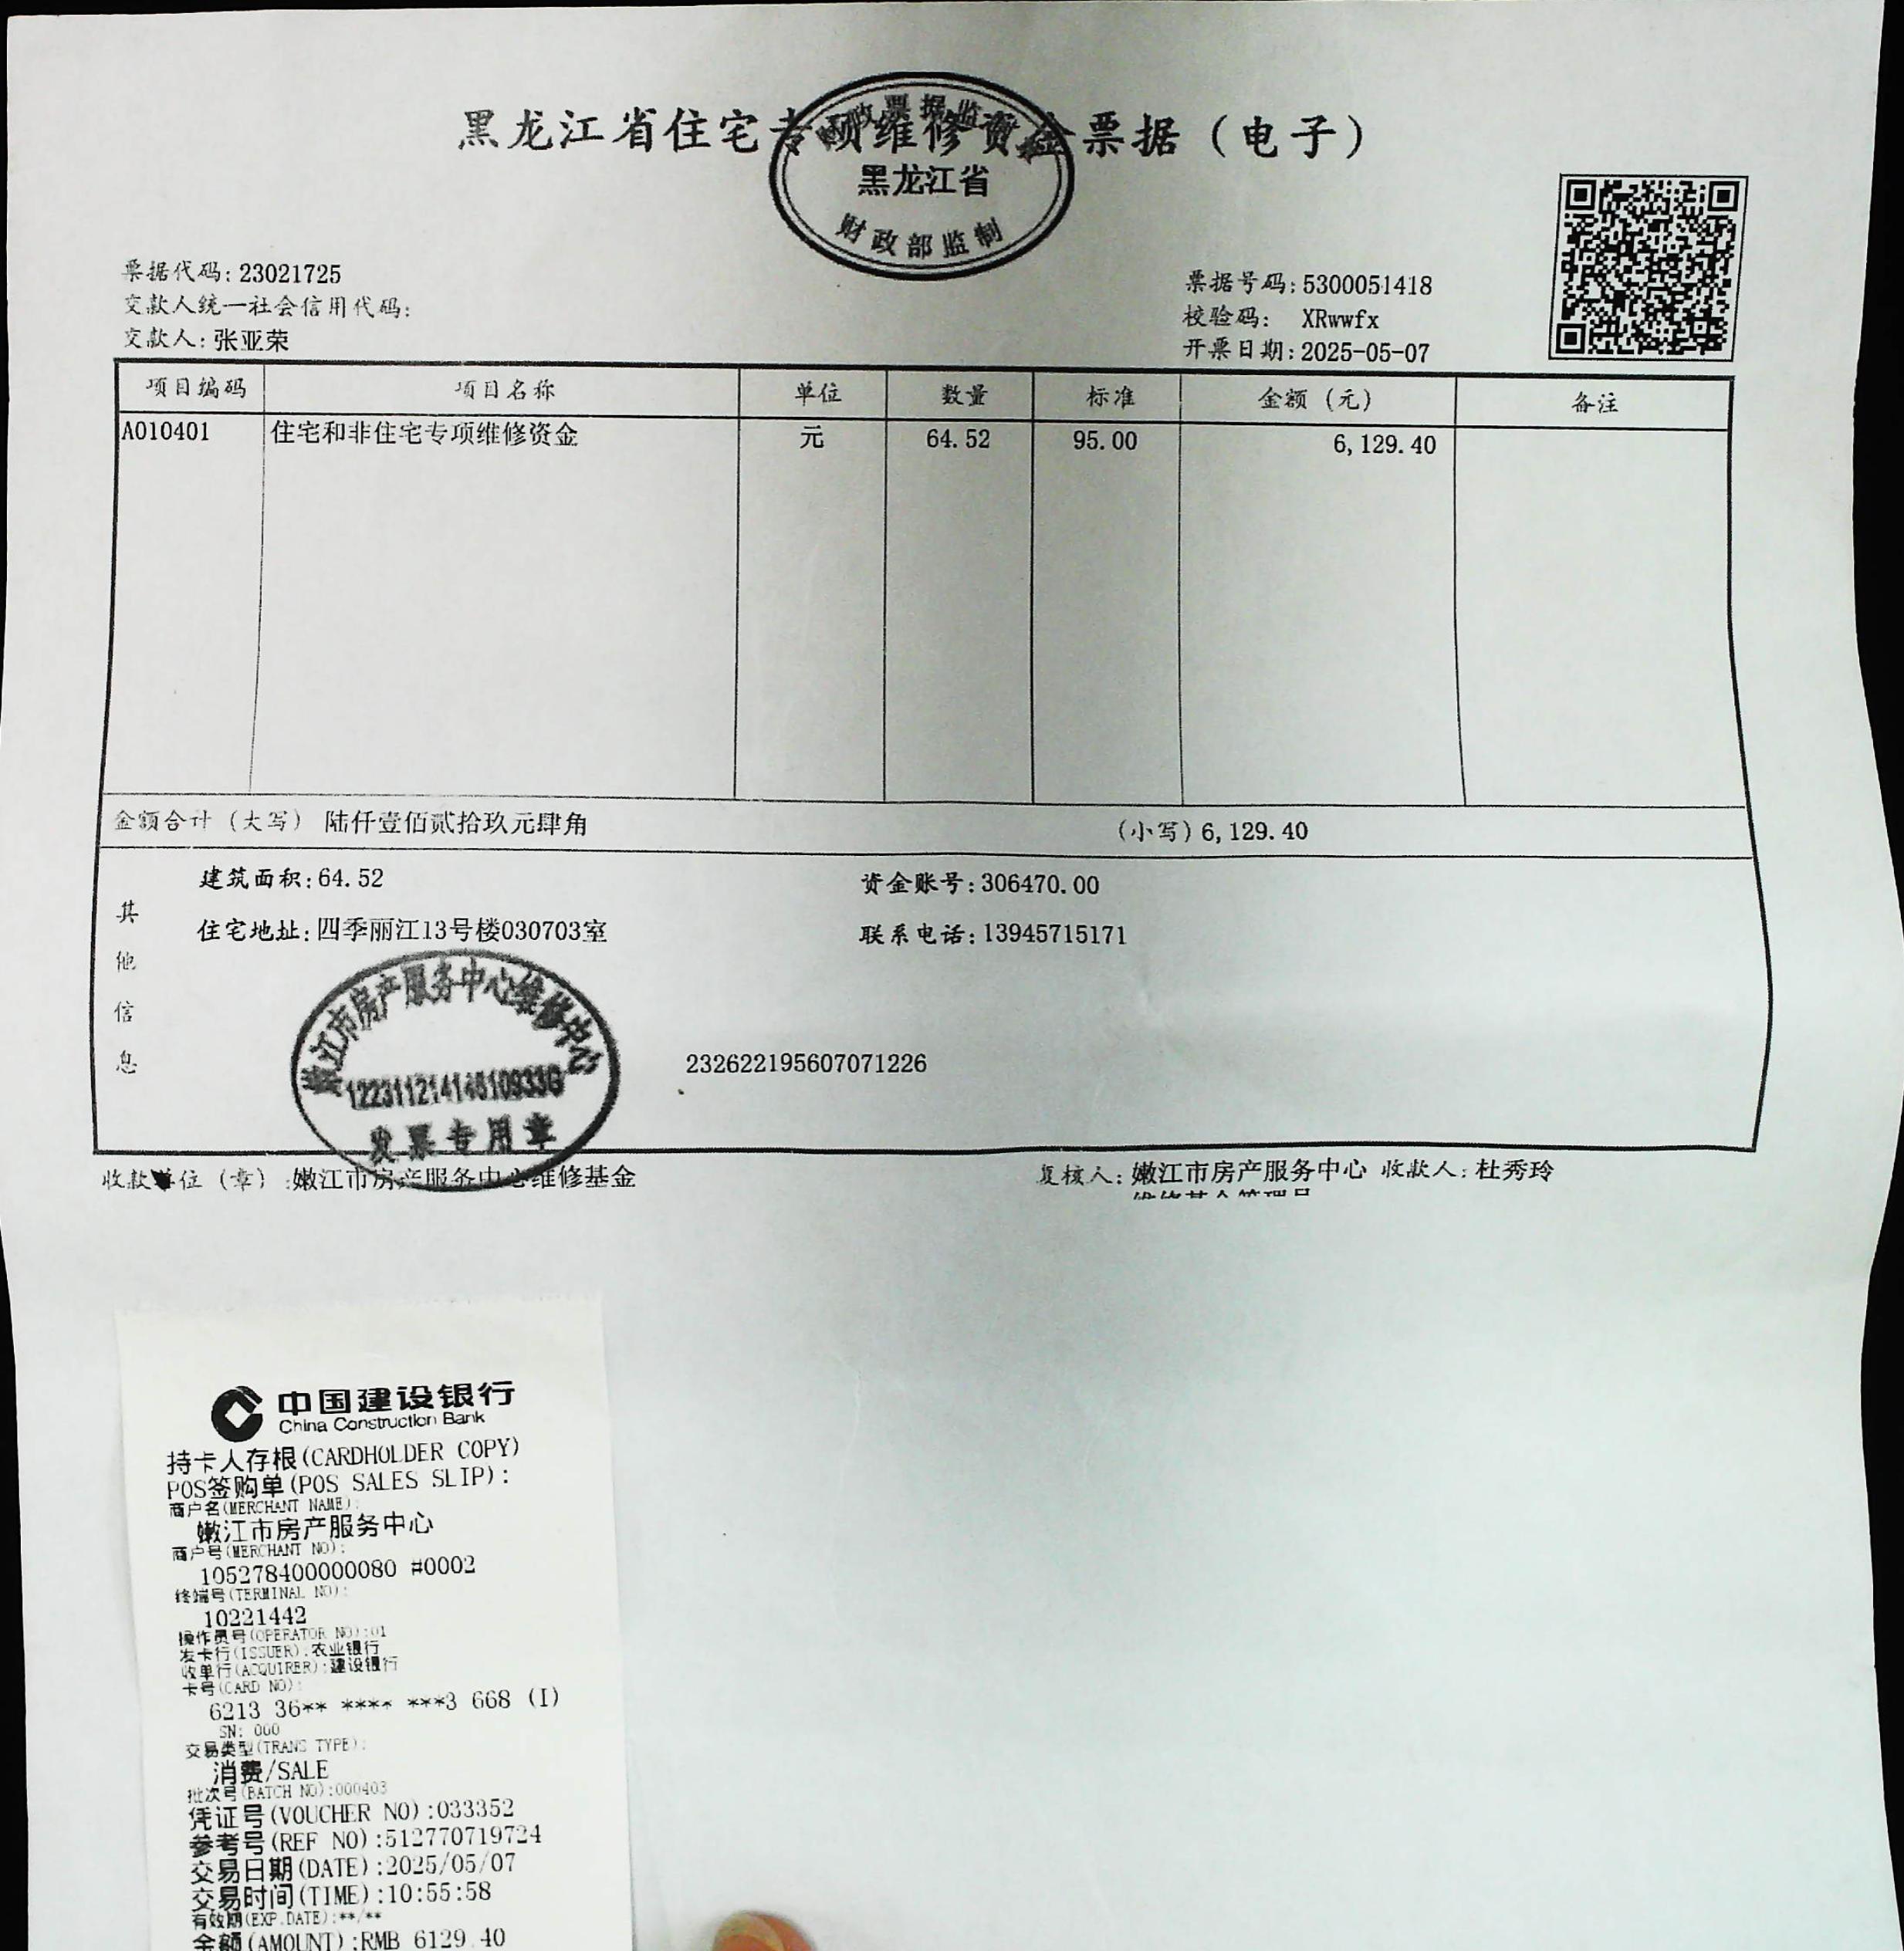 黑龙江省住宅专项维修资金票据（电子）
黑龙江省
财政部监制
票据代码：23021725
交款人统一社会信用代码：
交款人：张亚荣
票据号码：5300051418
校验码： XRwwfx
开票日期：2025-05-07
项目编码 项目名称 单位 数量 标准 金额（元） 备注
A010401 住宅和非住宅专项维修资金 元 64.52 95.00 6,129.40
金额合计（大写） 陆仟壹佰贰拾玖元肆角 （小写）6,129.40
其他信息
建筑面积：64.52 资金账号：306470.00
住宅地址：四季丽江13号楼030703室 联系电话：13945715171
嫩江市房产服务中心维修中心
发票专用章
232622195607071226
收款单位（章）：嫩江市房产服务中心维修基金 复核人：嫩江市房产服务中心 收款人：杜秀玲
中国建设银行
China Construction Bank
持卡人存根(CARDHOLDER COPY)
POS签购单(POS SALES SLIP):
商户名(MERCHANT NAME):
嫩江市房产服务中心
商户号(MERCHANT NO):
105278400000080 #0002
终端号(TERMINAL NO):
10221442
操作员号(OPERATOR NO):01
发卡行(ISSUER):农业银行
收单行(ACQUIRER):建设银行
卡号(CARD NO):
6213 36** **** ***3 668 (I)
SN: 000
交易类型(TRANS TYPE):
消费/SALE
批次号(BATCH NO):000403
凭证号(VOUCHER NO):033352
参考号(REF NO):512770719724
交易日期(DATE):2025/05/07
交易时间(TIME):10:55:58
有效期(EXP.DATE):**/**
金额(AMOUNT):RMB 6129.40